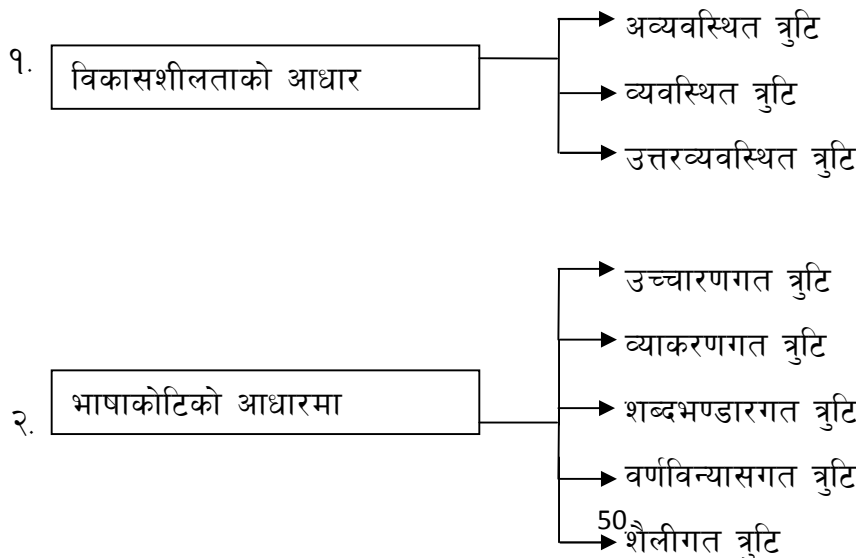 १.
विकासशीलताको आधार
अव्यवस्थित त्रुटि
व्यवस्थित त्रुटि
उत्तरव्यवस्थित त्रुटि
२.
भाषाकोटिको आधारमा
उच्चारणगत त्रुटि
व्याकरणगत त्रुटि
शब्दभण्डारगत त्रुटि
वर्णविन्यासगत त्रुटि
शैलीगत त्रुटि
50